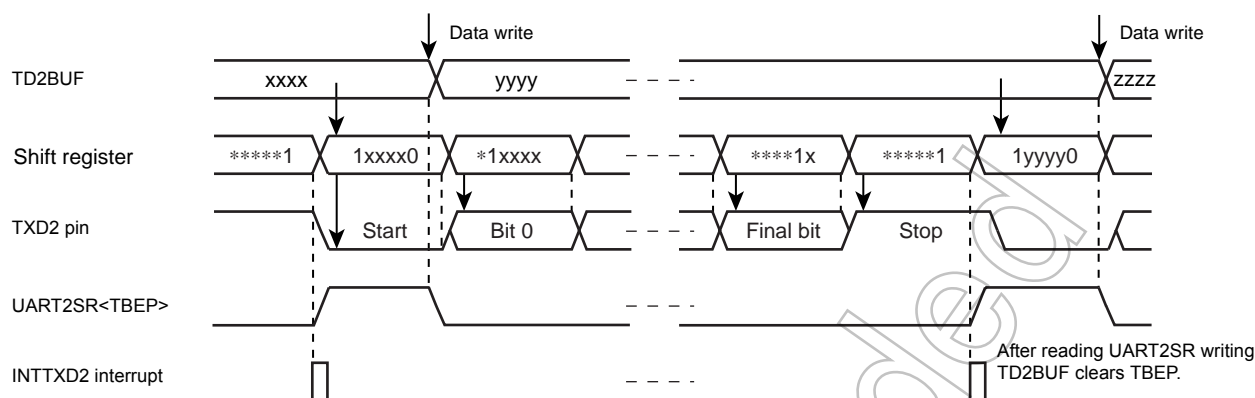 Data write
Data write
TD2BUF
xxxx
yyyy
zzzz
Shift register
*****1
1xxxx0
*1xxxx
****1x
*****1
1yyyy0
TXD2 pin
Start
Bit 0
Final bit
Stop
UART2SR<TBEP>
INTTXD2 interrupt
After reading UART2SR writing
TD2BUF clears TBEP.